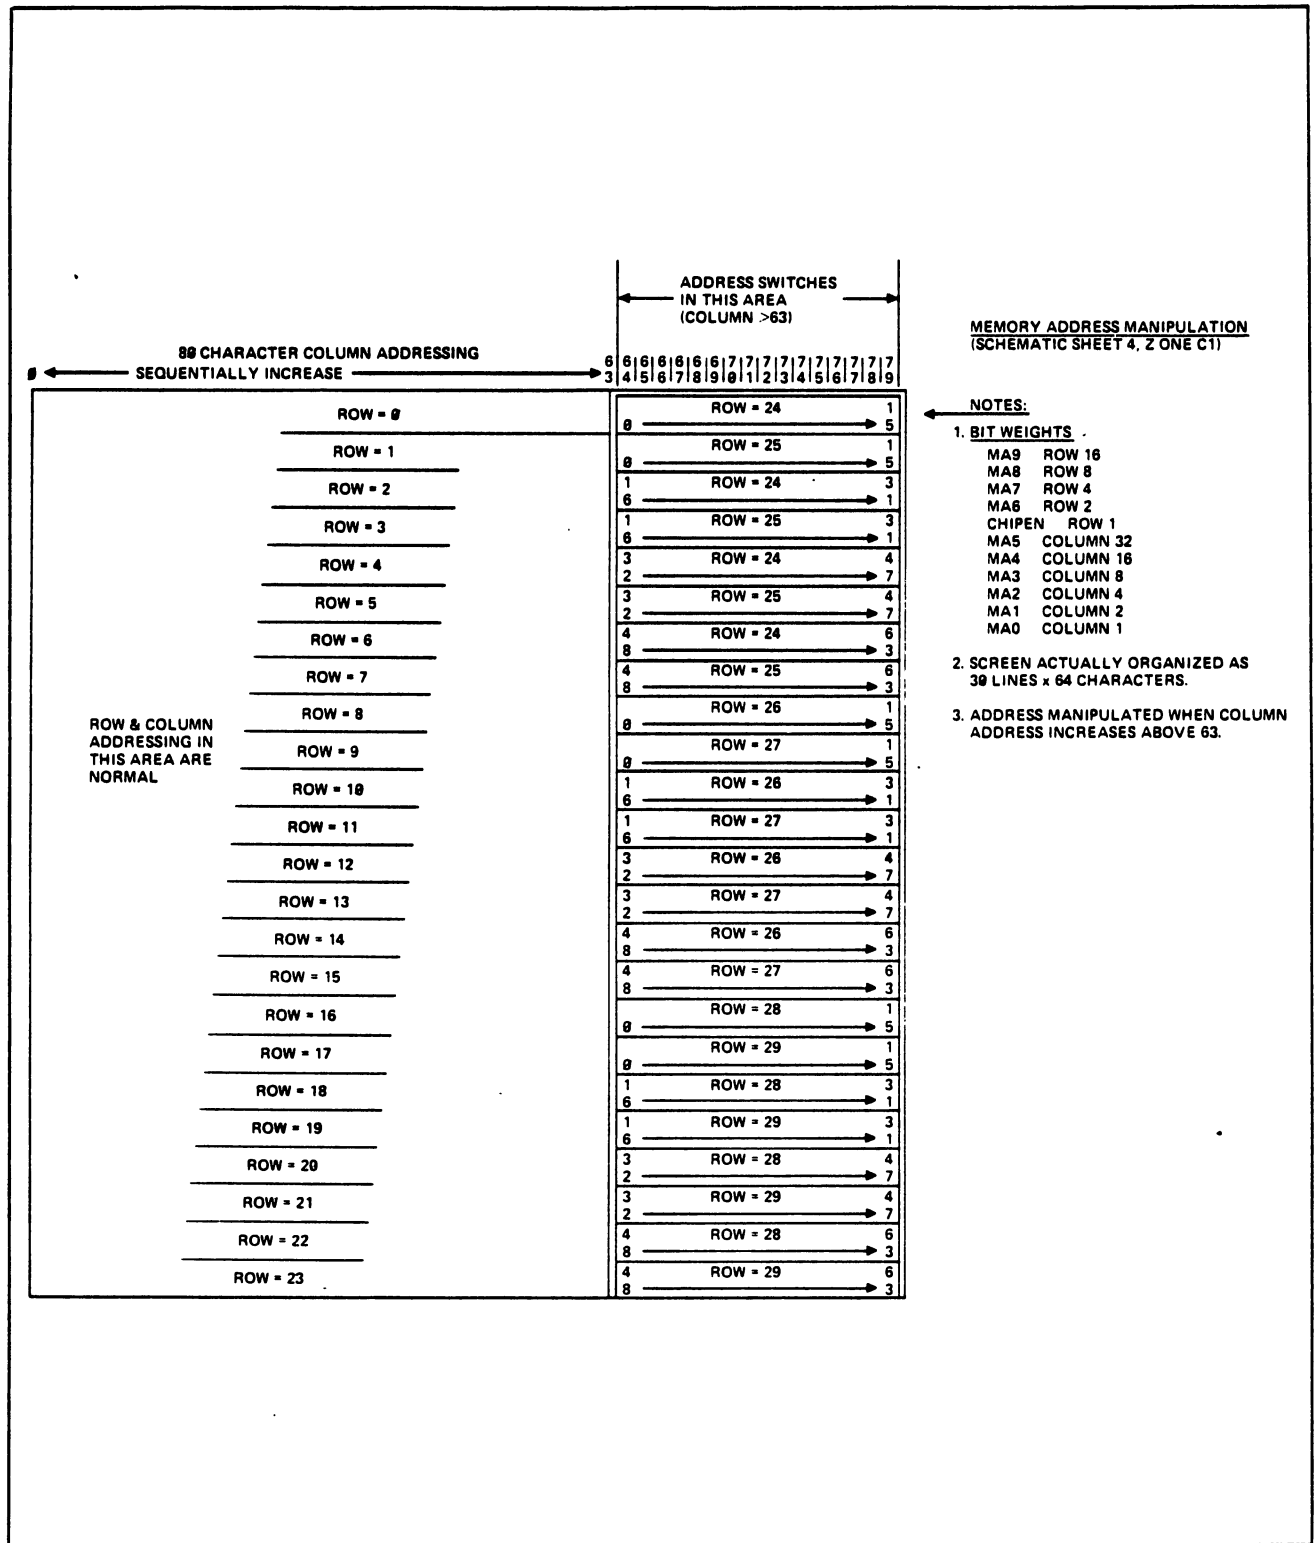 ADDRESS SWITCHES
IN THIS AREA
(COLUMN >63)
MEMORY ADDRESS MANIPULATION
(SCHEMATIC SHEET 4, Z ONE C1)
80 CHARACTER COLUMN ADDRESSING
0 SEQUENTIALLY INCREASE 63 64 65 66 67 68 69 70 71 72 73 74 75 76 77 78 79
ROW = 0
ROW = 24
0 15
ROW = 1
ROW = 25
0 15
ROW = 2
ROW = 24
16 31
ROW = 3
ROW = 25
16 31
ROW = 4
ROW = 24
32 47
ROW = 5
ROW = 25
32 47
ROW = 6
ROW = 24
48 63
ROW = 7
ROW = 25
48 63
ROW = 8
ROW = 26
0 15
ROW = 9
ROW = 27
0 15
ROW = 10
ROW = 26
16 31
ROW = 11
ROW = 27
16 31
ROW = 12
ROW = 26
32 47
ROW = 13
ROW = 27
32 47
ROW = 14
ROW = 26
48 63
ROW = 15
ROW = 27
48 63
ROW = 16
ROW = 28
0 15
ROW = 17
ROW = 29
0 15
ROW = 18
ROW = 28
16 31
ROW = 19
ROW = 29
16 31
ROW = 20
ROW = 28
32 47
ROW = 21
ROW = 29
32 47
ROW = 22
ROW = 28
48 63
ROW = 23
ROW = 29
48 63
ROW & COLUMN
ADDRESSING IN
THIS AREA ARE
NORMAL
NOTES:
1. BIT WEIGHTS
MA9 ROW 16
MA8 ROW 8
MA7 ROW 4
MA6 ROW 2
CHIPEN ROW 1
MA5 COLUMN 32
MA4 COLUMN 16
MA3 COLUMN 8
MA2 COLUMN 4
MA1 COLUMN 2
MA0 COLUMN 1
2. SCREEN ACTUALLY ORGANIZED AS
30 LINES x 64 CHARACTERS.
3. ADDRESS MANIPULATED WHEN COLUMN
ADDRESS INCREASES ABOVE 63.